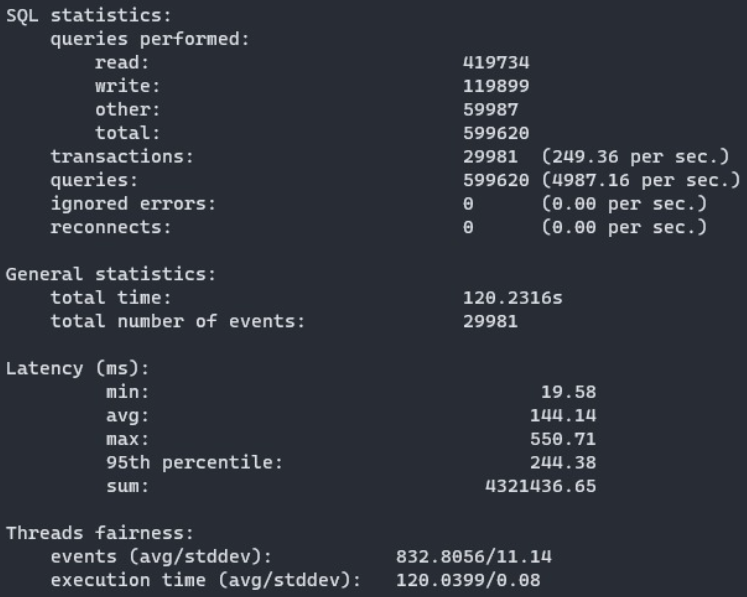 SQL statistics:
queries performed:
read: 419734
write: 119899
other: 59987
total: 599620
transactions: 29981 (249.36 per sec.)
queries: 599620 (4987.16 per sec.)
ignored errors: 0 (0.00 per sec.)
reconnects: 0 (0.00 per sec.)
General statistics:
total time: 120.2316s
total number of events: 29981
Latency (ms):
min: 19.58
avg: 144.14
max: 550.71
95th percentile: 244.38
sum: 4321436.65
Threads fairness:
events (avg/stddev): 832.8056/11.14
execution time (avg/stddev): 120.0399/0.08